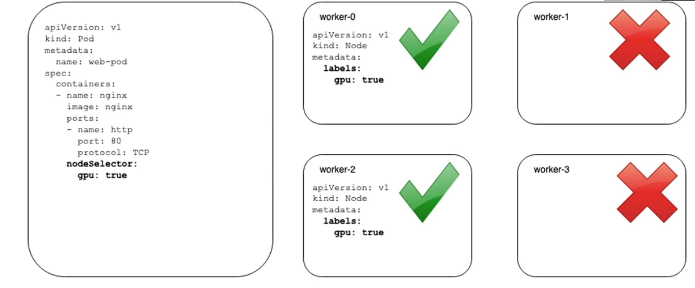 apiVersion: v1
kind: Pod
metadata:
  name: web-pod
spec:
  containers:
  - name: nginx
    image: nginx
    ports:
    - name: http
      port: 80
      protocol: TCP
    nodeSelector:
      gpu: true
worker-0
apiVersion: v1
kind: Node
metadata:
  labels:
    gpu: true
worker-1
worker-2
apiVersion: v1
kind: Node
metadata:
  labels:
    gpu: true
worker-3